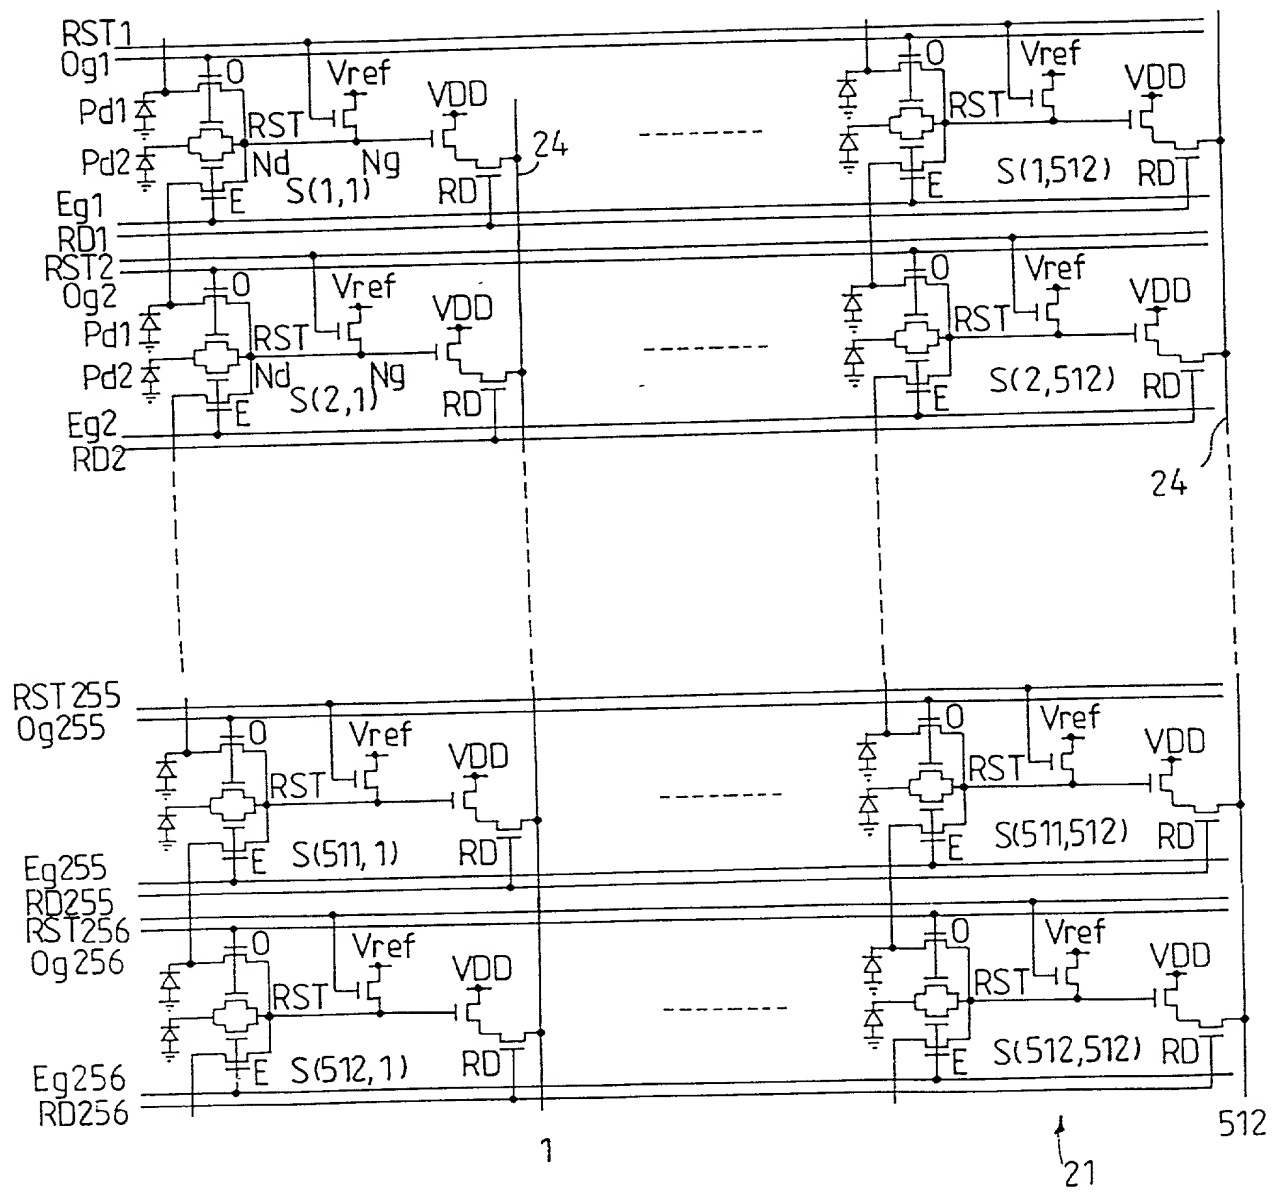 RST1
Og1
O
Vref
VDD
O
Vref
VDD
Pd1
RST
RST
Pd2
Nd
Ng
24
S(1,1)
RD
S(1,512)
RD
Eg1
E
E
RD1
RST2
Og2
O
Vref
VDD
O
Vref
VDD
Pd1
RST
RST
Pd2
Nd
Ng
S(2,1)
RD
S(2,512)
RD
Eg2
E
E
RD2
24
RST255
Og255
O
Vref
VDD
O
Vref
VDD
RST
RST
S(511,1)
RD
S(511,512)
RD
Eg255
E
E
RD255
RST256
Og256
O
Vref
VDD
O
Vref
VDD
RST
RST
S(512,1)
RD
S(512,512)
RD
Eg256
E
E
RD256
1
21
512